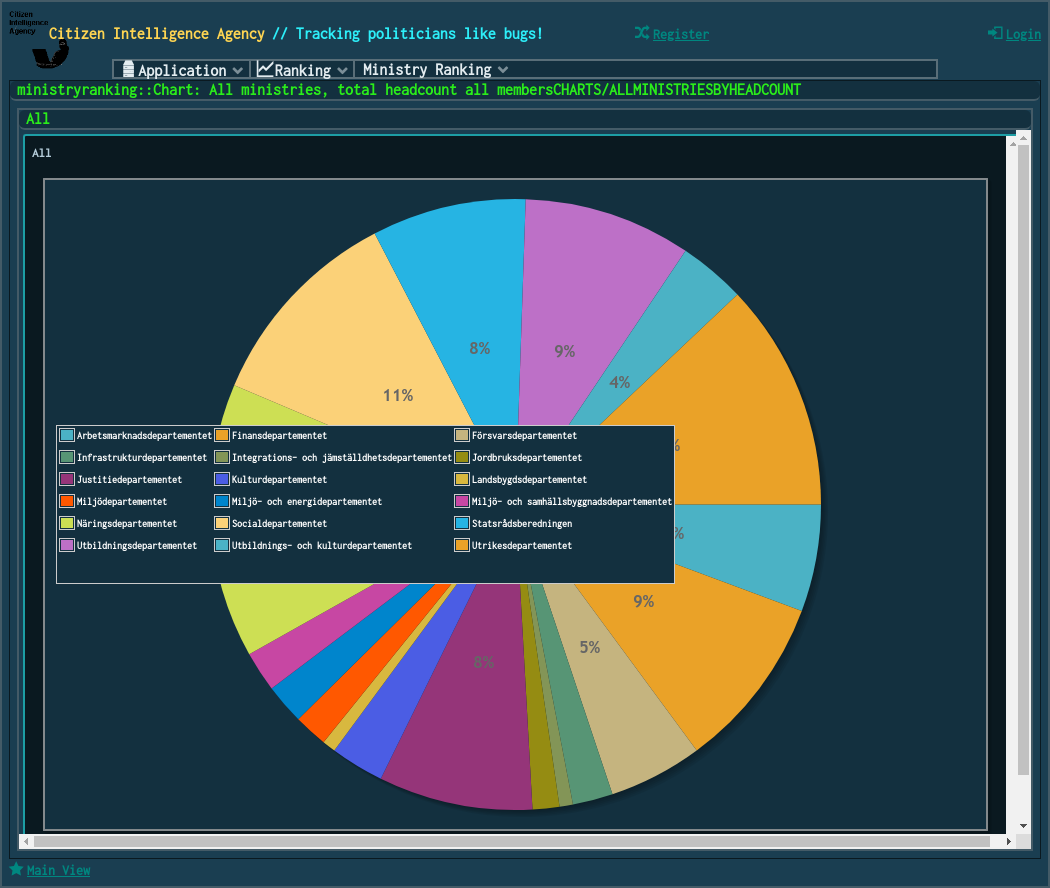 Citizen
Intelligence
Agency
Citizen Intelligence Agency // Tracking politicians like bugs!
Register
Login
Application
Ranking
Ministry Ranking
ministryranking::Chart: All ministries, total headcount all membersCHARTS/ALLMINISTRIESBYHEADCOUNT
All
All
8%
9%
4%
11%
%
Arbetsmarknadsdepartementet Finansdepartementet Försvarsdepartementet
Infrastrukturdepartementet Integrations- och jämställdhetsdepartementet Jordbruksdepartementet
Justitiedepartementet Kulturdepartementet Landsbygdsdepartementet
Miljödepartementet Miljö- och energidepartementet Miljö- och samhällsbyggnadsdepartementet
Näringsdepartementet Socialdepartementet Statsrådsberedningen
%
Utbildningsdepartementet Utbildnings- och kulturdepartementet Utrikesdepartementet
9%
5%
8%
Main View